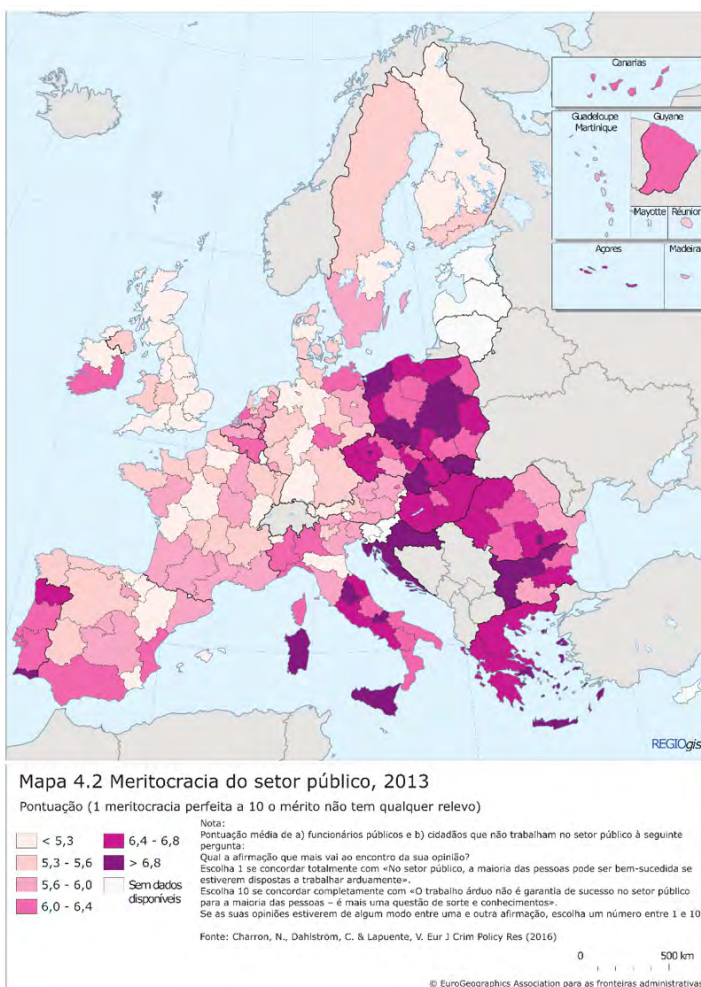 Canarias
Guadeloupe
Martinique
Guyane
Mayotte
Réunion
Açores
Madeira
REGIOgis
Mapa 4.2 Meritocracia do setor público, 2013
Pontuação (1 meritocracia perfeita a 10 o mérito não tem qualquer relevo)
< 5,3
5,3 - 5,6
5,6 - 6,0
6,0 - 6,4
6,4 - 6,8
> 6,8
Sem dados
disponíveis
Nota:
Pontuação média de a) funcionários públicos e b) cidadãos que não trabalham no setor público à seguinte
pergunta:
Qual a afirmação que mais vai ao encontro da sua opinião?
Escolha 1 se concordar totalmente com «No setor público, a maioria das pessoas pode ser bem-sucedida se
estiverem dispostas a trabalhar arduamente».
Escolha 10 se concordar completamente com «O trabalho árduo não é garantia de sucesso no setor público
para a maioria das pessoas – é mais uma questão de sorte e conhecimentos».
Se as suas opiniões estiverem de algum modo entre uma e outra afirmação, escolha um número entre 1 e 10
Fonte: Charron, N., Dahlström, C. & Lapuente, V. Eur J Crim Policy Res (2016)
0 500 km
© EuroGeographics Association para as fronteiras administrativas